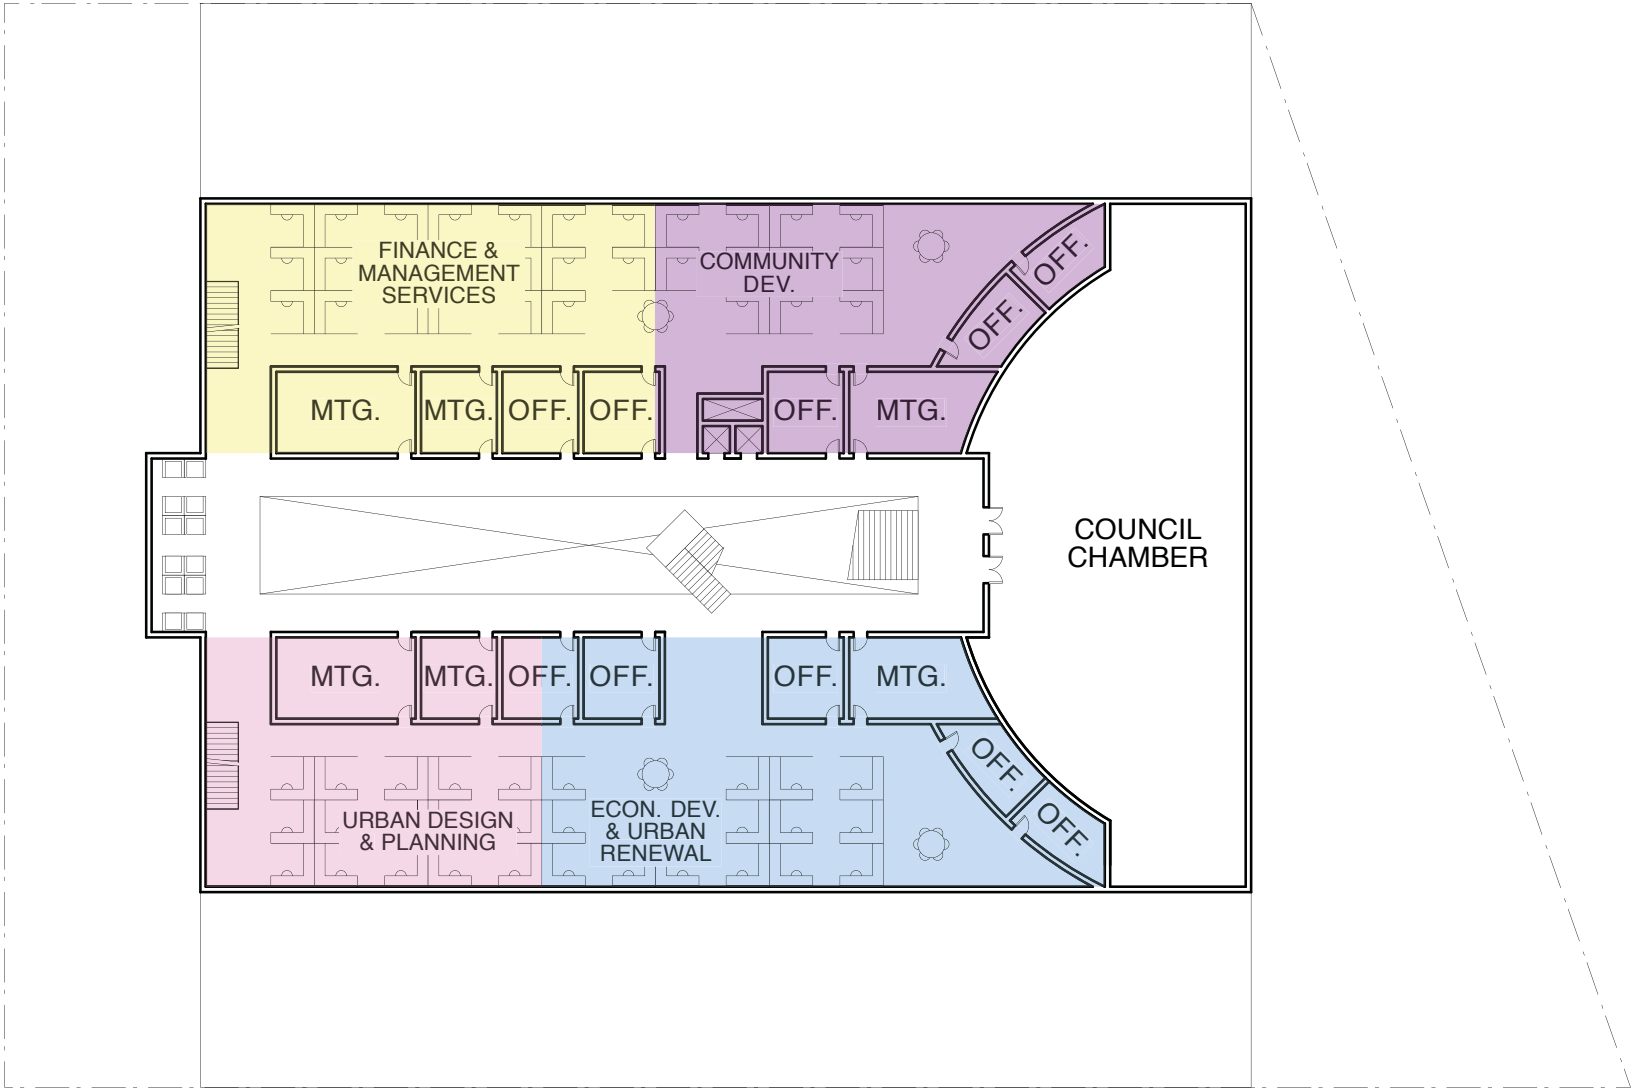 FINANCE &
MANAGEMENT
SERVICES
COMMUNITY
DEV.
OFF.
OFF.
MTG.
MTG.
OFF.
OFF.
OFF.
MTG.
COUNCIL
CHAMBER
MTG.
MTG.
OFF.
OFF.
OFF.
MTG.
OFF.
OFF.
URBAN DESIGN
& PLANNING
ECON. DEV.
& URBAN
RENEWAL